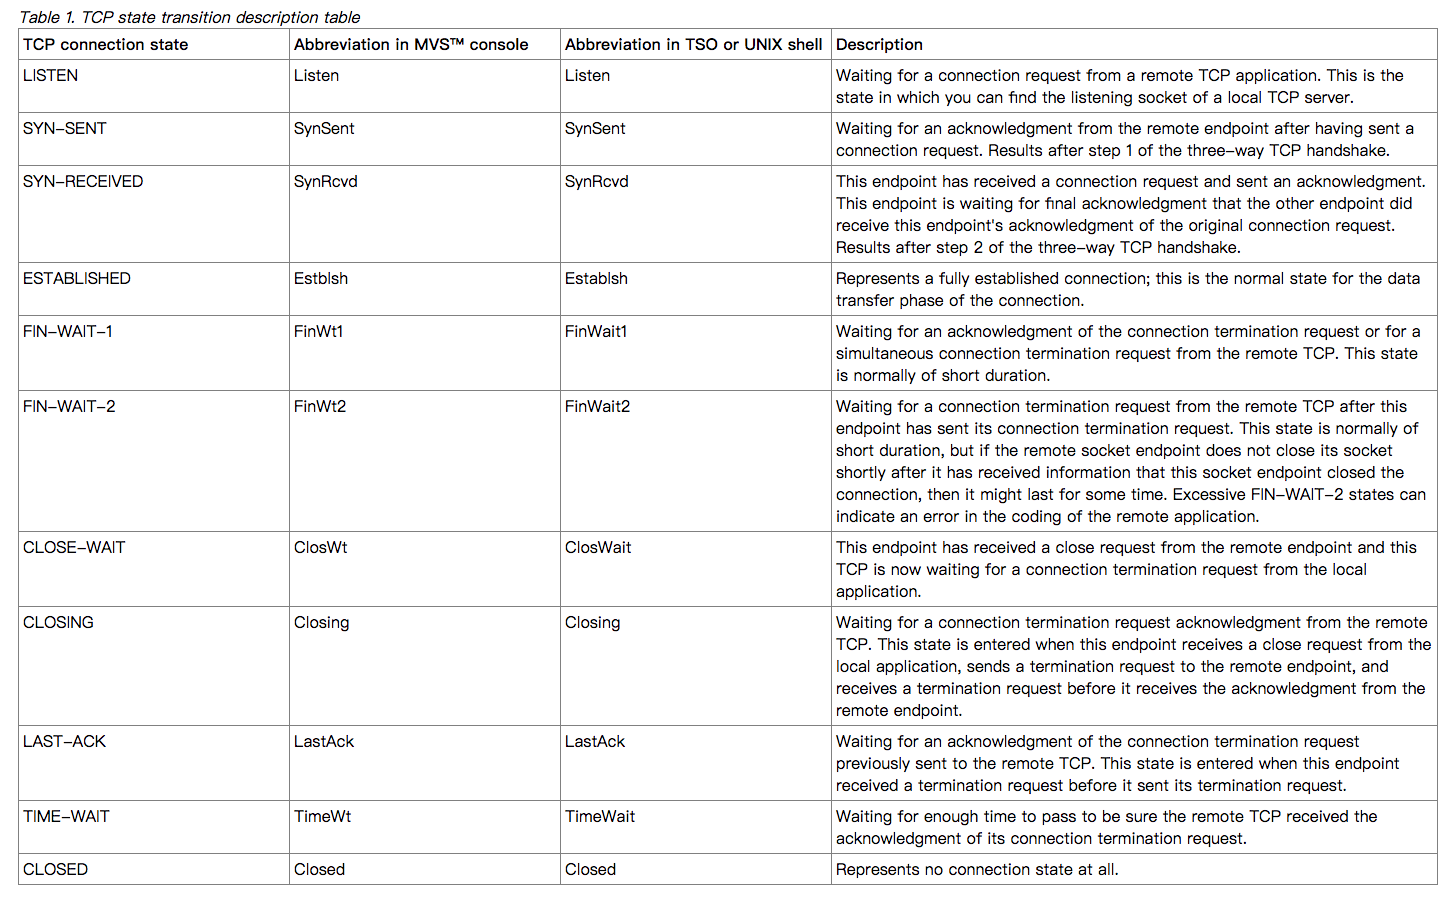 Table 1. TCP state transition description table
TCP connection state Abbreviation in MVS™ console Abbreviation in TSO or UNIX shell Description
LISTEN Listen Listen Waiting for a connection request from a remote TCP application. This is the
state in which you can find the listening socket of a local TCP server.
SYN–SENT SynSent SynSent Waiting for an acknowledgment from the remote endpoint after having sent a
connection request. Results after step 1 of the three–way TCP handshake.
SYN–RECEIVED SynRcvd SynRcvd This endpoint has received a connection request and sent an acknowledgment.
This endpoint is waiting for final acknowledgment that the other endpoint did
receive this endpoint's acknowledgment of the original connection request.
Results after step 2 of the three–way TCP handshake.
ESTABLISHED Estblsh Establsh Represents a fully established connection; this is the normal state for the data
transfer phase of the connection.
FIN–WAIT–1 FinWt1 FinWait1 Waiting for an acknowledgment of the connection termination request or for a
simultaneous connection termination request from the remote TCP. This state
is normally of short duration.
FIN–WAIT–2 FinWt2 FinWait2 Waiting for a connection termination request from the remote TCP after this
endpoint has sent its connection termination request. This state is normally of
short duration, but if the remote socket endpoint does not close its socket
shortly after it has received information that this socket endpoint closed the
connection, then it might last for some time. Excessive FIN–WAIT–2 states can
indicate an error in the coding of the remote application.
CLOSE–WAIT ClosWt ClosWait This endpoint has received a close request from the remote endpoint and this
TCP is now waiting for a connection termination request from the local
application.
CLOSING Closing Closing Waiting for a connection termination request acknowledgment from the remote
TCP. This state is entered when this endpoint receives a close request from the
local application, sends a termination request to the remote endpoint, and
receives a termination request before it receives the acknowledgment from the
remote endpoint.
LAST–ACK LastAck LastAck Waiting for an acknowledgment of the connection termination request
previously sent to the remote TCP. This state is entered when this endpoint
received a termination request before it sent its termination request.
TIME–WAIT TimeWt TimeWait Waiting for enough time to pass to be sure the remote TCP received the
acknowledgment of its connection termination request.
CLOSED Closed Closed Represents no connection state at all.